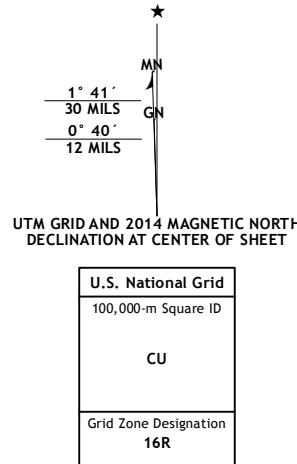 ★
MN
1° 41´
30 MILS
GN
0° 40´
12 MILS
UTM GRID AND 2014 MAGNETIC NORTH
DECLINATION AT CENTER OF SHEET
U.S. National Grid
100,000-m Square ID
CU
Grid Zone Designation
16R